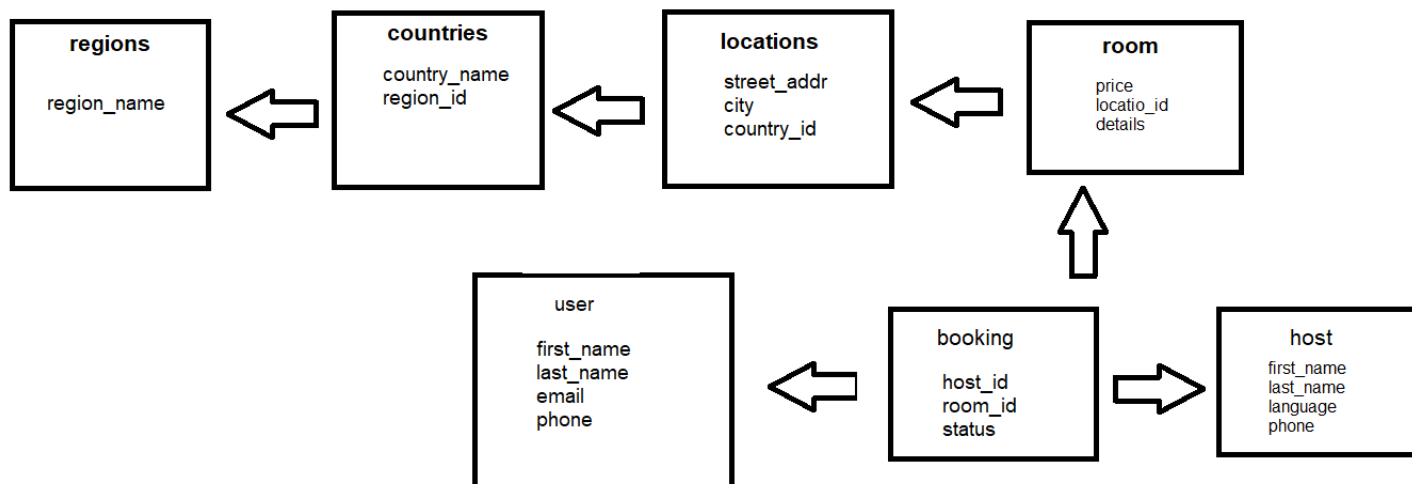 regions
region_name
countries
country_name
region_id
locations
street_addr
city
country_id
room
price
locatio_id
details
user
first_name
last_name
email
phone
booking
host_id
room_id
status
host
first_name
last_name
language
phone